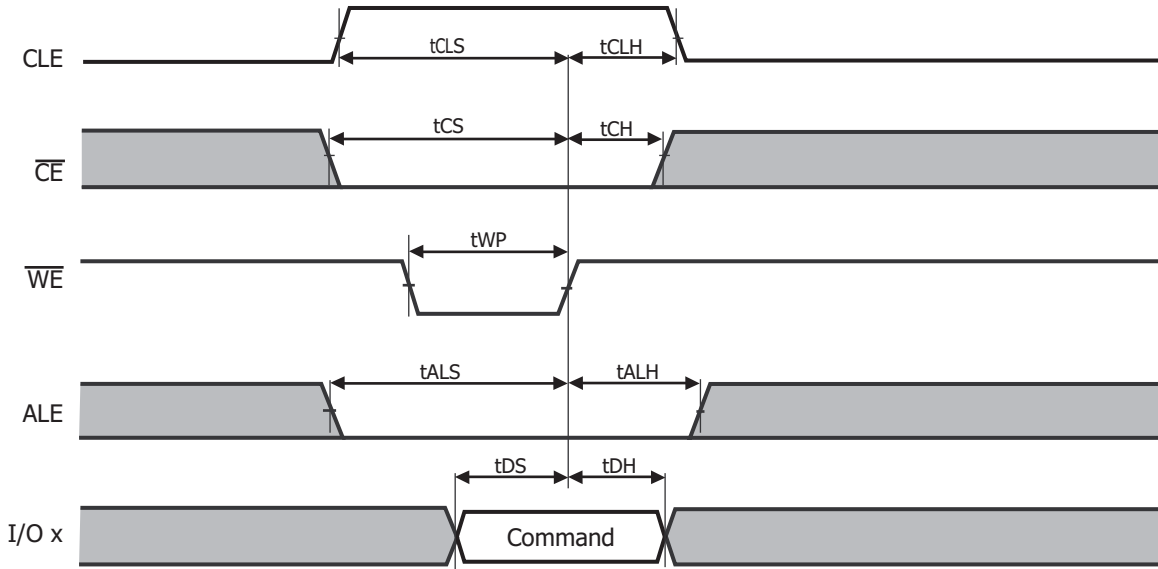 CLE
tCLS tCLH
CE
tCS tCH
WE
tWP
ALE
tALS tALH
tDS tDH
I/O x
Command